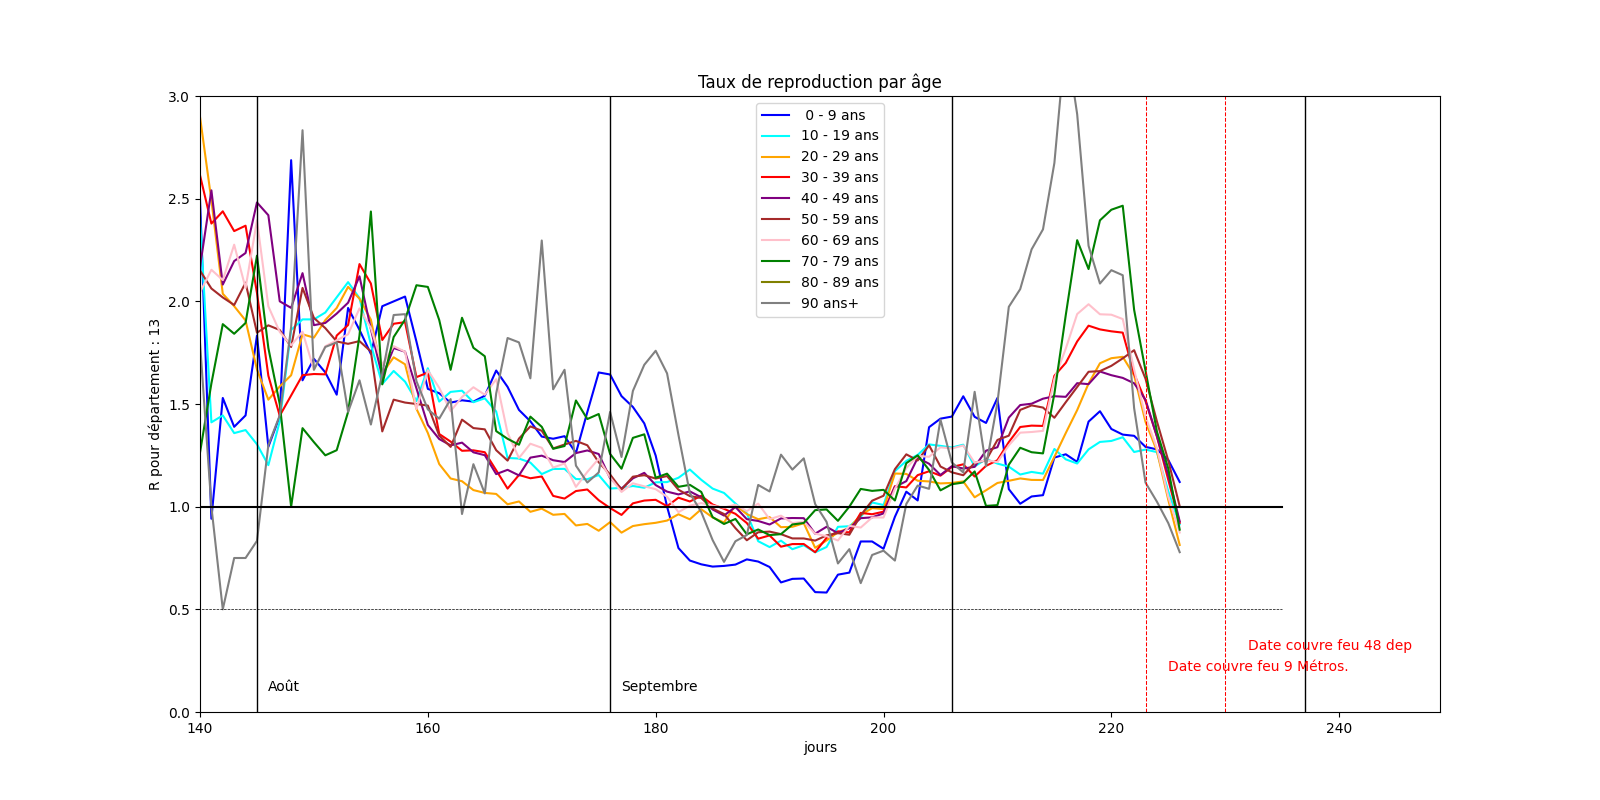 Taux de reproduction par âge
R pour département : 13
3.0
2.5
2.0
1.5
1.0
0.5
0.0
0 - 9 ans
10 - 19 ans
20 - 29 ans
30 - 39 ans
40 - 49 ans
50 - 59 ans
60 - 69 ans
70 - 79 ans
80 - 89 ans
90 ans+
Date couvre feu 48 dep
Date couvre feu 9 Métros.
Août
Septembre
140
160
180
200
220
240
jours